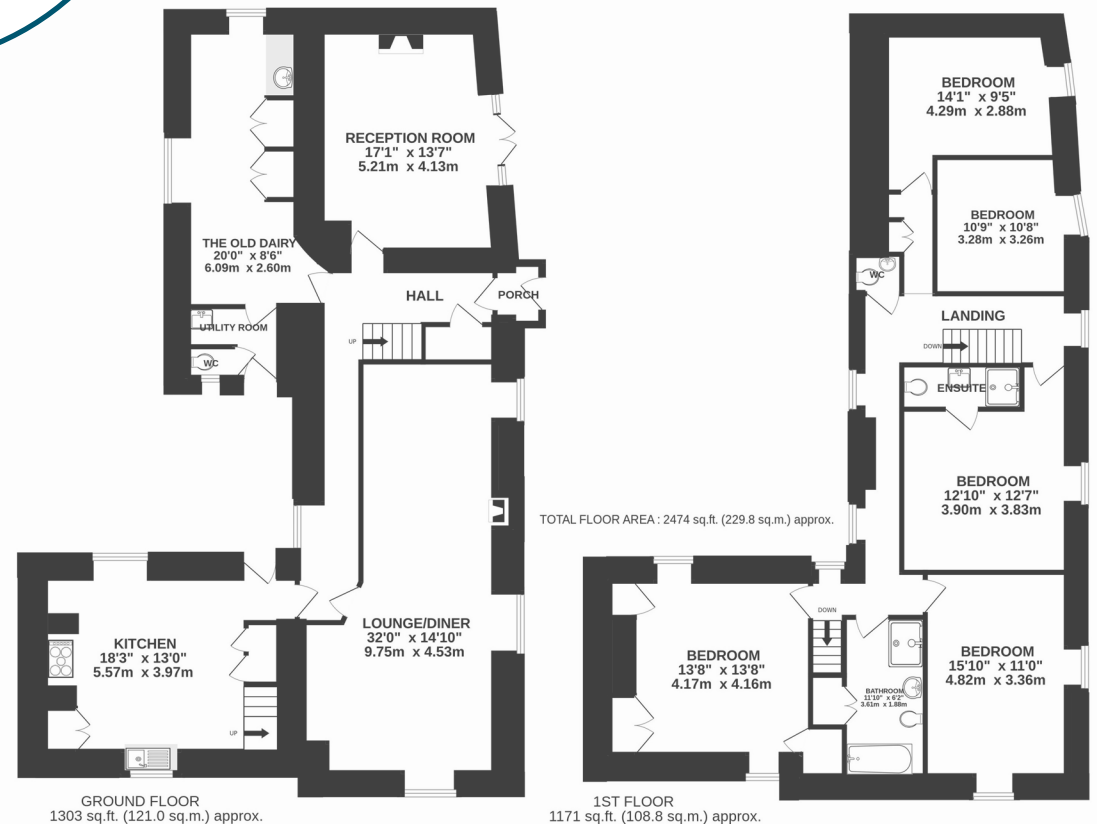 RECEPTION ROOM
17'1" x 13'7"
5.21m x 4.13m
THE OLD DAIRY
20'0" x 8'6"
6.09m x 2.60m
HALL
PORCH
UTILITY ROOM
UP
WC
KITCHEN
18'3" x 13'0"
5.57m x 3.97m
UP
LOUNGE/DINER
32'0" x 14'10"
9.75m x 4.53m
GROUND FLOOR
1303 sq.ft. (121.0 sq.m.) approx.
TOTAL FLOOR AREA : 2474 sq.ft. (229.8 sq.m.) approx.
BEDROOM
14'1" x 9'5"
4.29m x 2.88m
BEDROOM
10'9" x 10'8"
3.28m x 3.26m
WC
LANDING
DOWN
ENSUITE
BEDROOM
12'10" x 12'7"
3.90m x 3.83m
DOWN
BEDROOM
13'8" x 13'8"
4.17m x 4.16m
BATHROOM
11'10" x 6'2"
3.61m x 1.88m
BEDROOM
15'10" x 11'0"
4.82m x 3.36m
1ST FLOOR
1171 sq.ft. (108.8 sq.m.) approx.